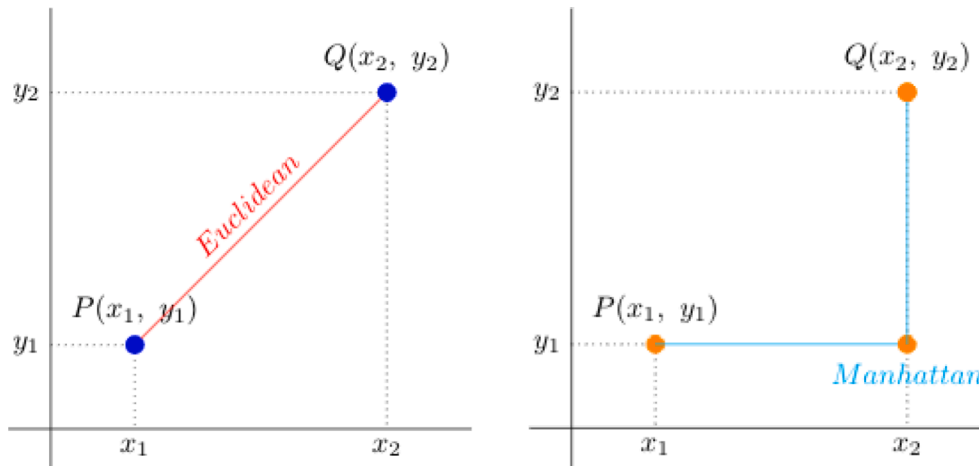 Q(x₂, y₂)
y₂
Euclidean
P(x₁, y₁)
y₁
x₁ x₂
Q(x₂, y₂)
y₂
P(x₁, y₁)
y₁
Manhattan
x₁ x₂